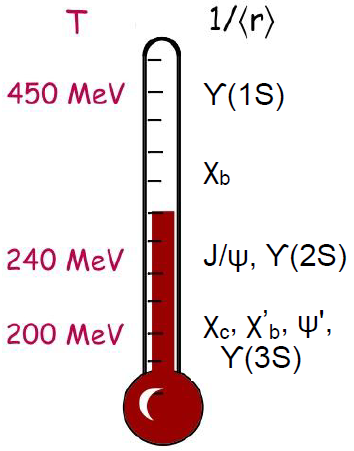 T 1/⟨r⟩
450 MeV ϒ(1S)
χb
240 MeV J/ψ, ϒ(2S)
200 MeV χc, χ'b, ψ',
ϒ(3S)